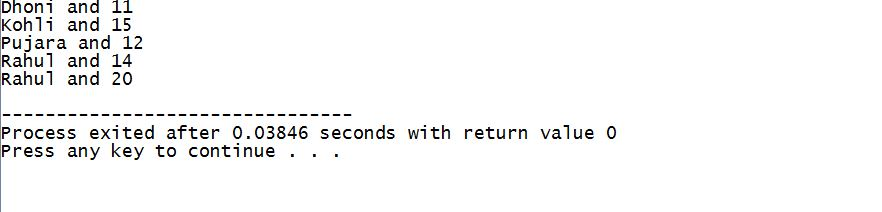 Dhoni and 11
Kohli and 15
Pujara and 12
Rahul and 14
Rahul and 20
--------------------------------
Process exited after 0.03846 seconds with return value 0
Press any key to continue . . .